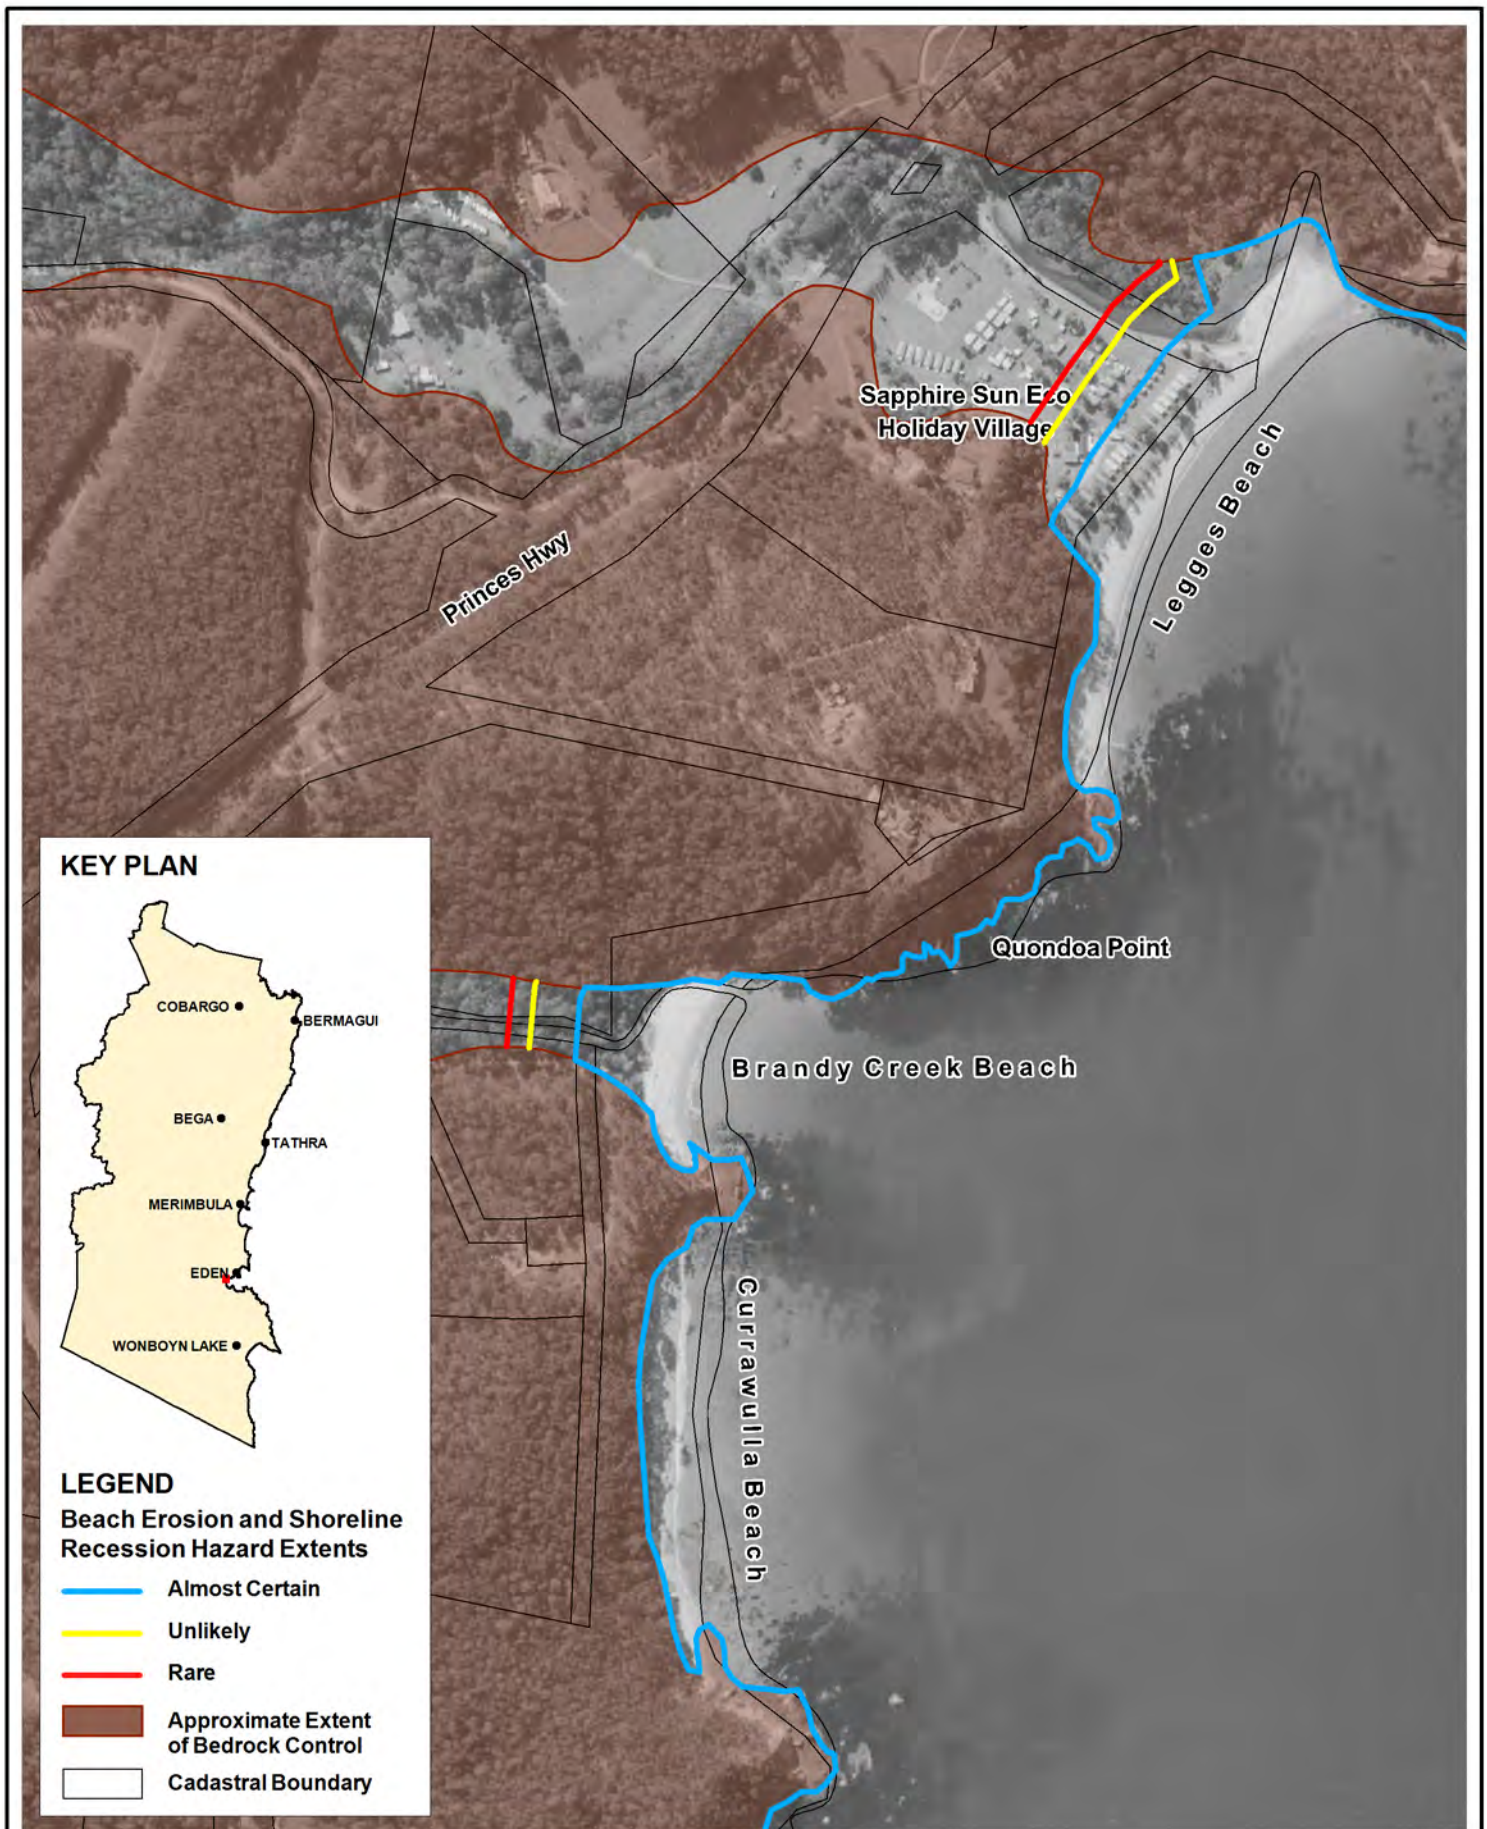 Sapphire Sun Eco
Holiday Village
Legges Beach
Princes Hwy
Quondoa Point
Brandy Creek Beach
Currawulla Beach
KEY PLAN
COBARGO
BERMAGUI
BEGA
TATHRA
MERIMBULA
EDEN
WONBOYN LAKE
LEGEND
Beach Erosion and Shoreline
Recession Hazard Extents
Almost Certain
Unlikely
Rare
Approximate Extent
of Bedrock Control
Cadastral Boundary